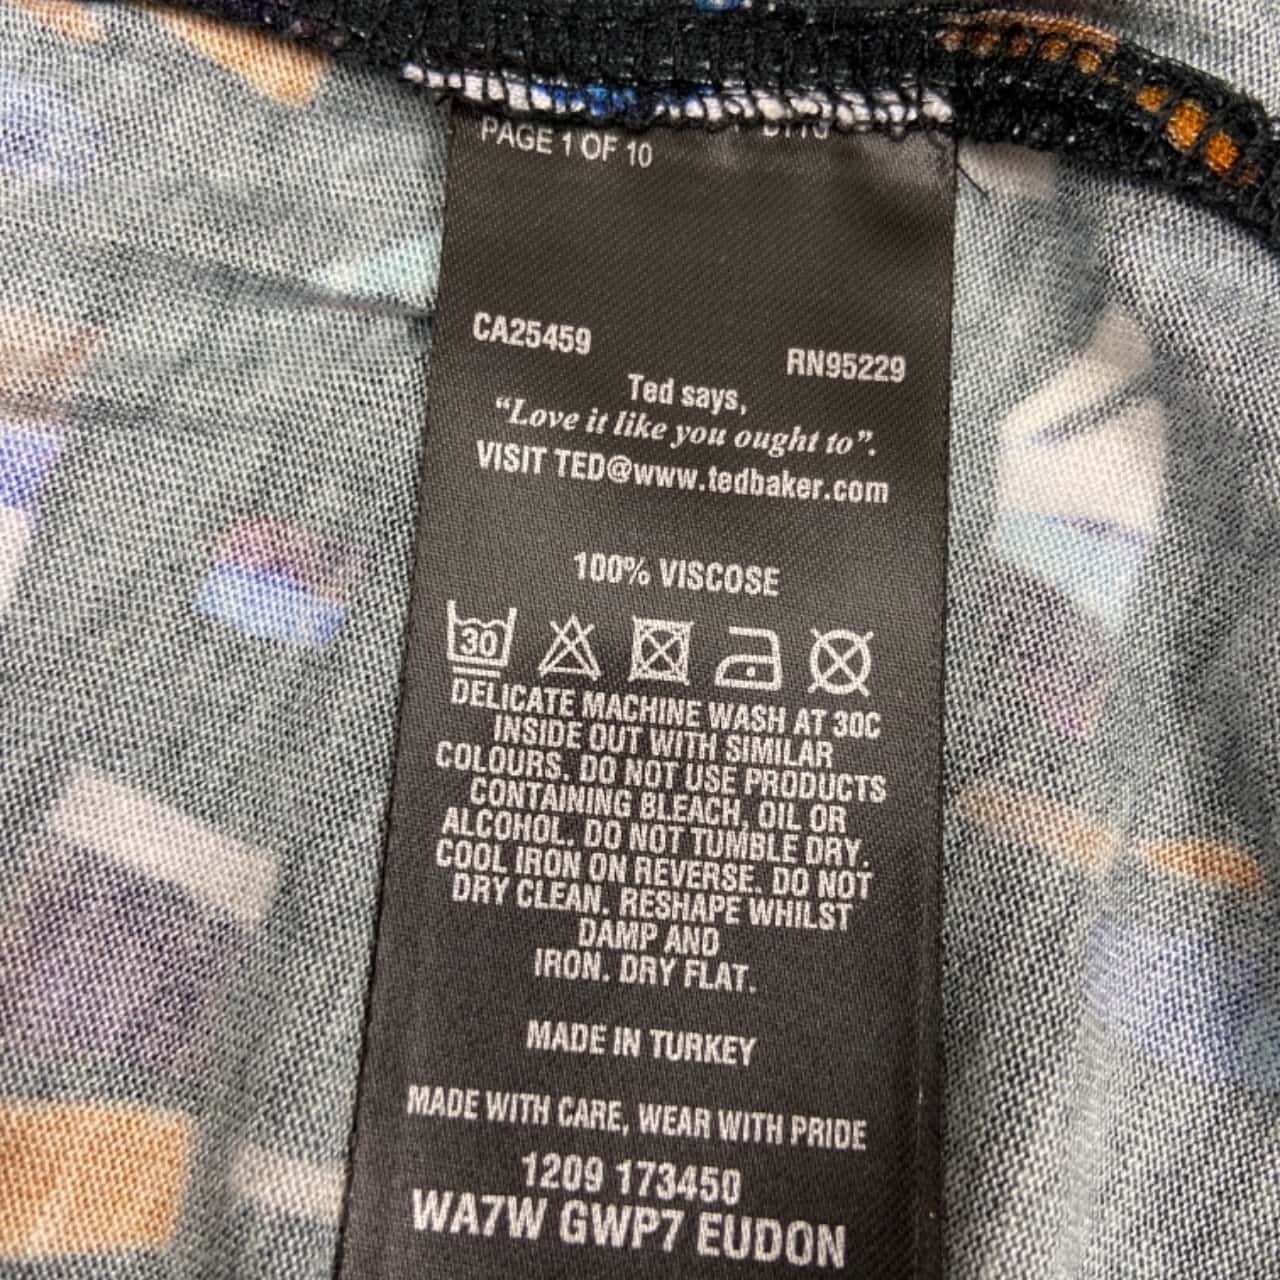 PAGE 1 OF 10
CA25459
RN95229
Ted says,
“Love it like you ought to”.
VISIT TED@www.tedbaker.com
100% VISCOSE
30
DELICATE MACHINE WASH AT 30C
INSIDE OUT WITH SIMILAR
COLOURS. DO NOT USE PRODUCTS
CONTAINING BLEACH, OIL OR
ALCOHOL. DO NOT TUMBLE DRY.
COOL IRON ON REVERSE. DO NOT
DRY CLEAN. RESHAPE WHILST
DAMP AND
IRON. DRY FLAT.
MADE IN TURKEY
MADE WITH CARE, WEAR WITH PRIDE
1209 173450
WA7W GWP7 EUDON